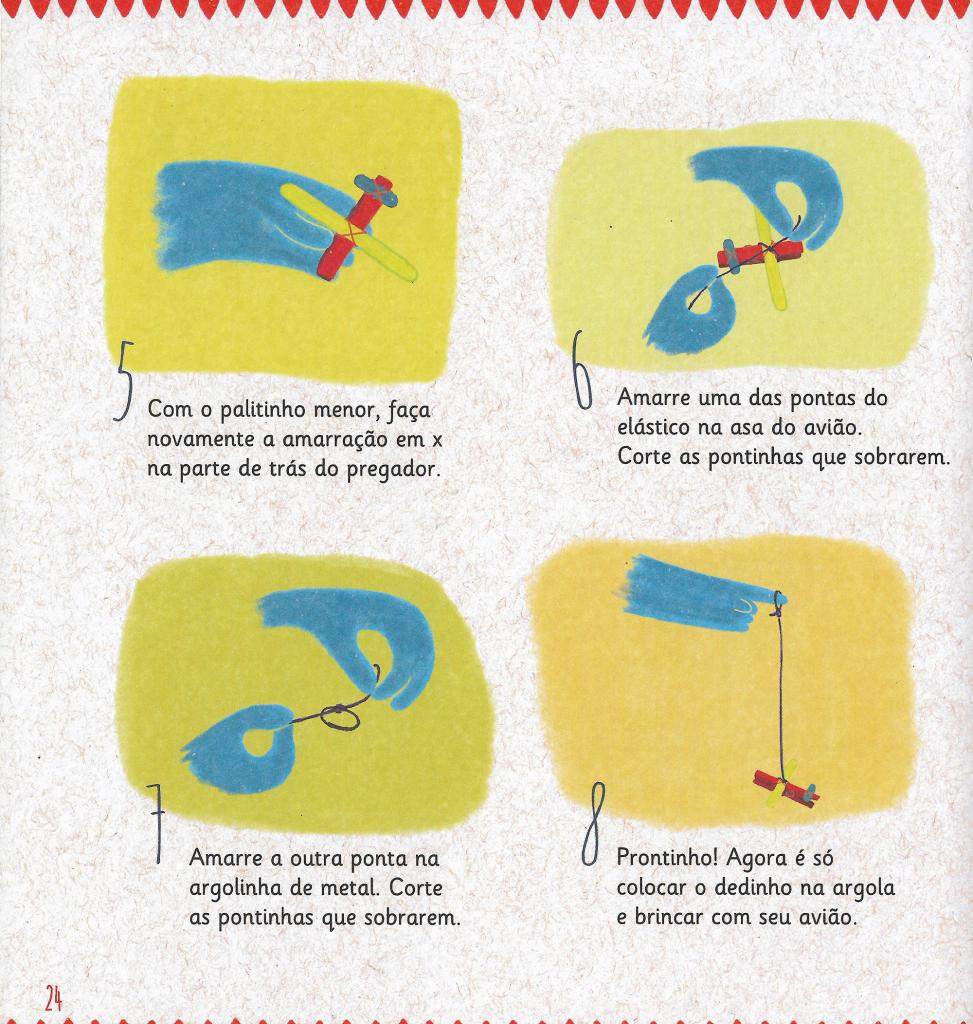 5
Com o palitinho menor, faça
novamente a amarração em x
na parte de trás do pregador.
6
Amarre uma das pontas do
elástico na asa do avião.
Corte as pontinhas que sobrarem.
7
Amarre a outra ponta na
argolinha de metal. Corte
as pontinhas que sobrarem.
8
Prontinho! Agora é só
colocar o dedinho na argola
e brincar com seu avião.
24